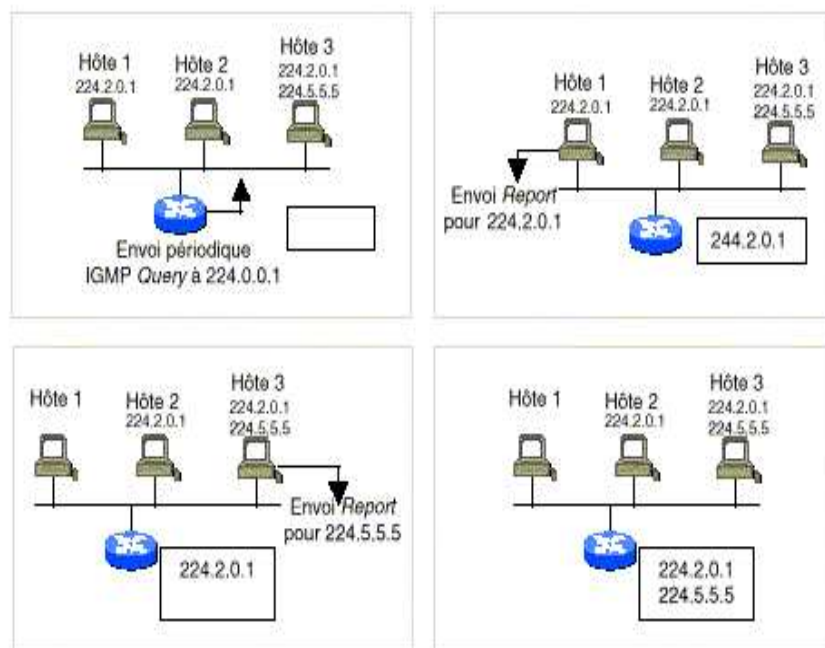 Hôte 1
224.2.0.1
Hôte 2
224.2.0.1
Hôte 3
224.2.0.1
224.5.5.5
Envoi périodique
IGMP Query à 224.0.0.1
Hôte 1
224.2.0.1
Hôte 2
224.2.0.1
Hôte 3
224.2.0.1
224.5.5.5
Envoi Report
pour 224.2.0.1
244.2.0.1
Hôte 1
Hôte 2
224.2.0.1
Hôte 3
224.2.0.1
224.5.5.5
Envoi Report
pour 224.5.5.5
224.2.0.1
Hôte 1
Hôte 2
224.2.0.1
Hôte 3
224.2.0.1
224.5.5.5
224.2.0.1
224.5.5.5